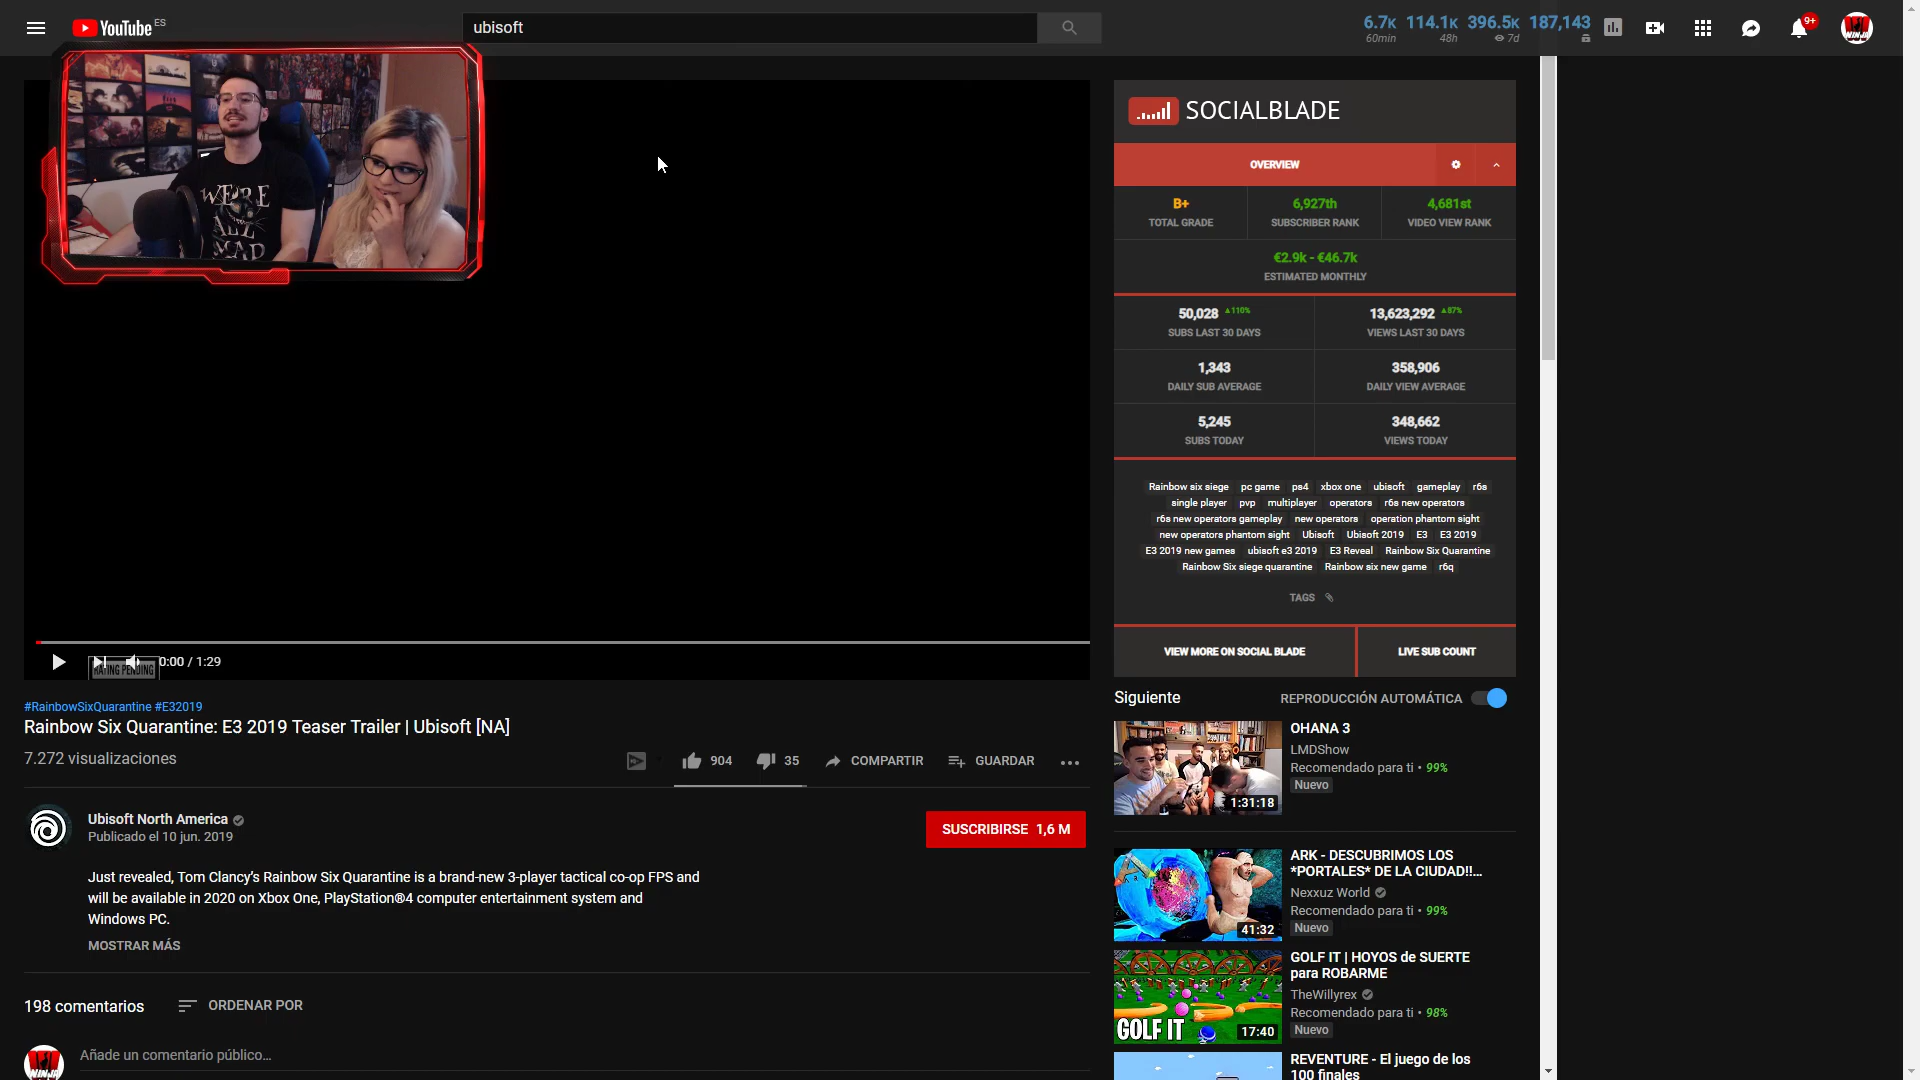 YouTube ES
ubisoft
6.7K 114.1K 396.5K 187,143
60min 48h 7d
9+
WE'RE
ALL
MAD
SOCIALBLADE
OVERVIEW
B+ 6,927th 4,681st
TOTAL GRADE SUBSCRIBER RANK VIDEO VIEW RANK
€2.9k - €46.7k
ESTIMATED MONTHLY
50,028 ▲110% 13,623,292 ▲87%
SUBS LAST 30 DAYS VIEWS LAST 30 DAYS
1,343 358,906
DAILY SUB AVERAGE DAILY VIEW AVERAGE
5,245 348,662
SUBS TODAY VIEWS TODAY
Rainbow six siege pc game ps4 xbox one ubisoft gameplay r6s
single player pvp multiplayer operators r6s new operators
r6s new operators gameplay new operators operation phantom sight
new operators phantom sight Ubisoft Ubisoft 2019 E3 E3 2019
E3 2019 new games ubisoft e3 2019 E3 Reveal Rainbow Six Quarantine
Rainbow Six siege quarantine Rainbow six new game r6q
TAGS
VIEW MORE ON SOCIAL BLADE LIVE SUB COUNT
RATING PENDING
0:00 / 1:29
#RainbowSixQuarantine #E32019
Rainbow Six Quarantine: E3 2019 Teaser Trailer | Ubisoft [NA]
7.272 visualizaciones
904 35 COMPARTIR GUARDAR
Ubisoft North America
Publicado el 10 jun. 2019
SUSCRIBIRSE 1,6 M
Just revealed, Tom Clancy's Rainbow Six Quarantine is a brand-new 3-player tactical co-op FPS and
will be available in 2020 on Xbox One, PlayStation®4 computer entertainment system and
Windows PC.
MOSTRAR MÁS
198 comentarios ORDENAR POR
NINJA
Añade un comentario público...
Siguiente REPRODUCCIÓN AUTOMÁTICA
1:31:18
OHANA 3
LMDShow
Recomendado para ti • 99%
Nuevo
41:32
ARK - DESCUBRIMOS LOS
*PORTALES* DE LA CIUDAD!!...
Nexxuz World
Recomendado para ti • 99%
Nuevo
GOLF IT
17:40
GOLF IT | HOYOS de SUERTE
para ROBARME
TheWillyrex
Recomendado para ti • 98%
Nuevo
REVENTURE - El juego de los
100 finales